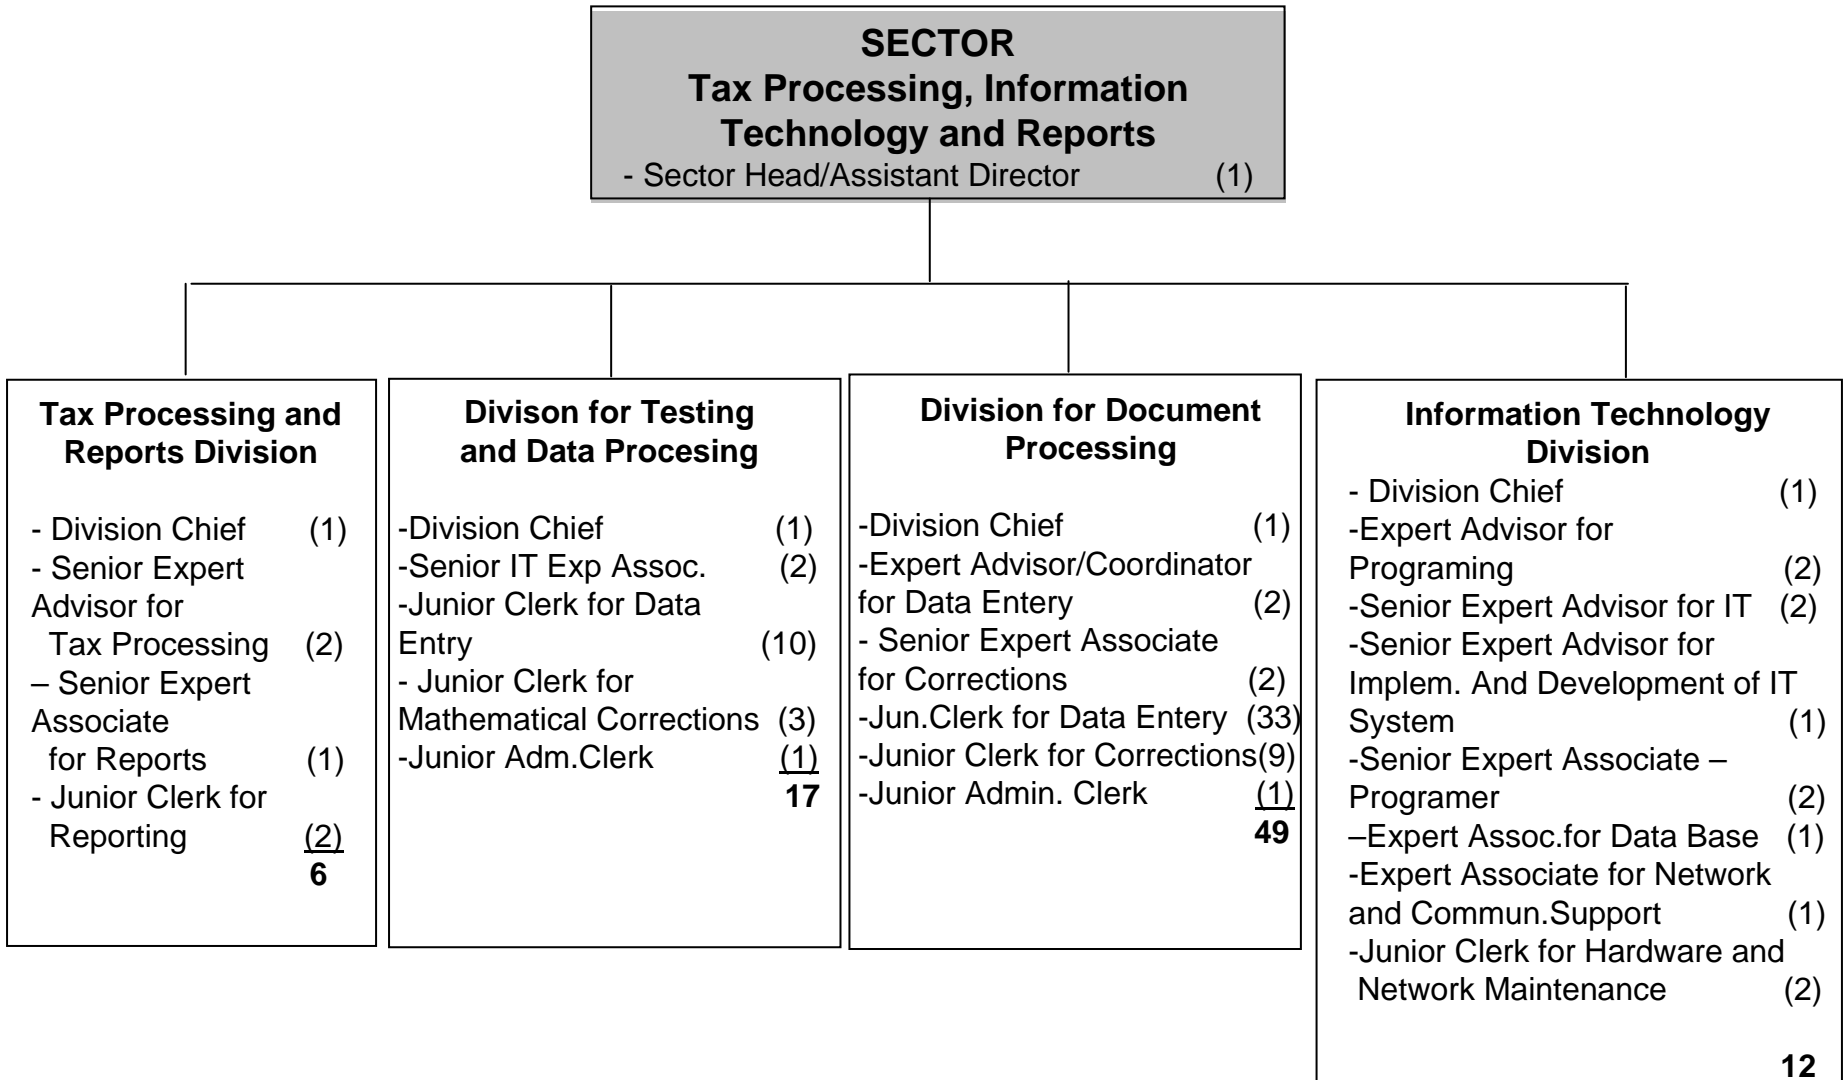 SECTOR
Tax Processing, Information
Technology and Reports
- Sector Head/Assistant Director (1)
Tax Processing and
Reports Division
- Division Chief (1)
- Senior Expert
Advisor for
Tax Processing (2)
– Senior Expert
Associate
for Reports (1)
- Junior Clerk for
Reporting (2)
6
Divison for Testing
and Data Procesing
-Division Chief (1)
-Senior IT Exp Assoc. (2)
-Junior Clerk for Data
Entry (10)
- Junior Clerk for
Mathematical Corrections (3)
-Junior Adm.Clerk (1)
17
Division for Document
Processing
-Division Chief (1)
-Expert Advisor/Coordinator
for Data Entery (2)
- Senior Expert Associate
for Corrections (2)
-Jun.Clerk for Data Entery (33)
-Junior Clerk for Corrections(9)
-Junior Admin. Clerk (1)
49
Information Technology
Division
- Division Chief (1)
-Expert Advisor for
Programing (2)
-Senior Expert Advisor for IT (2)
-Senior Expert Advisor for
Implem. And Development of IT
System (1)
-Senior Expert Associate –
Programer (2)
–Expert Assoc.for Data Base (1)
-Expert Associate for Network
and Commun.Support (1)
-Junior Clerk for Hardware and
Network Maintenance (2)
12